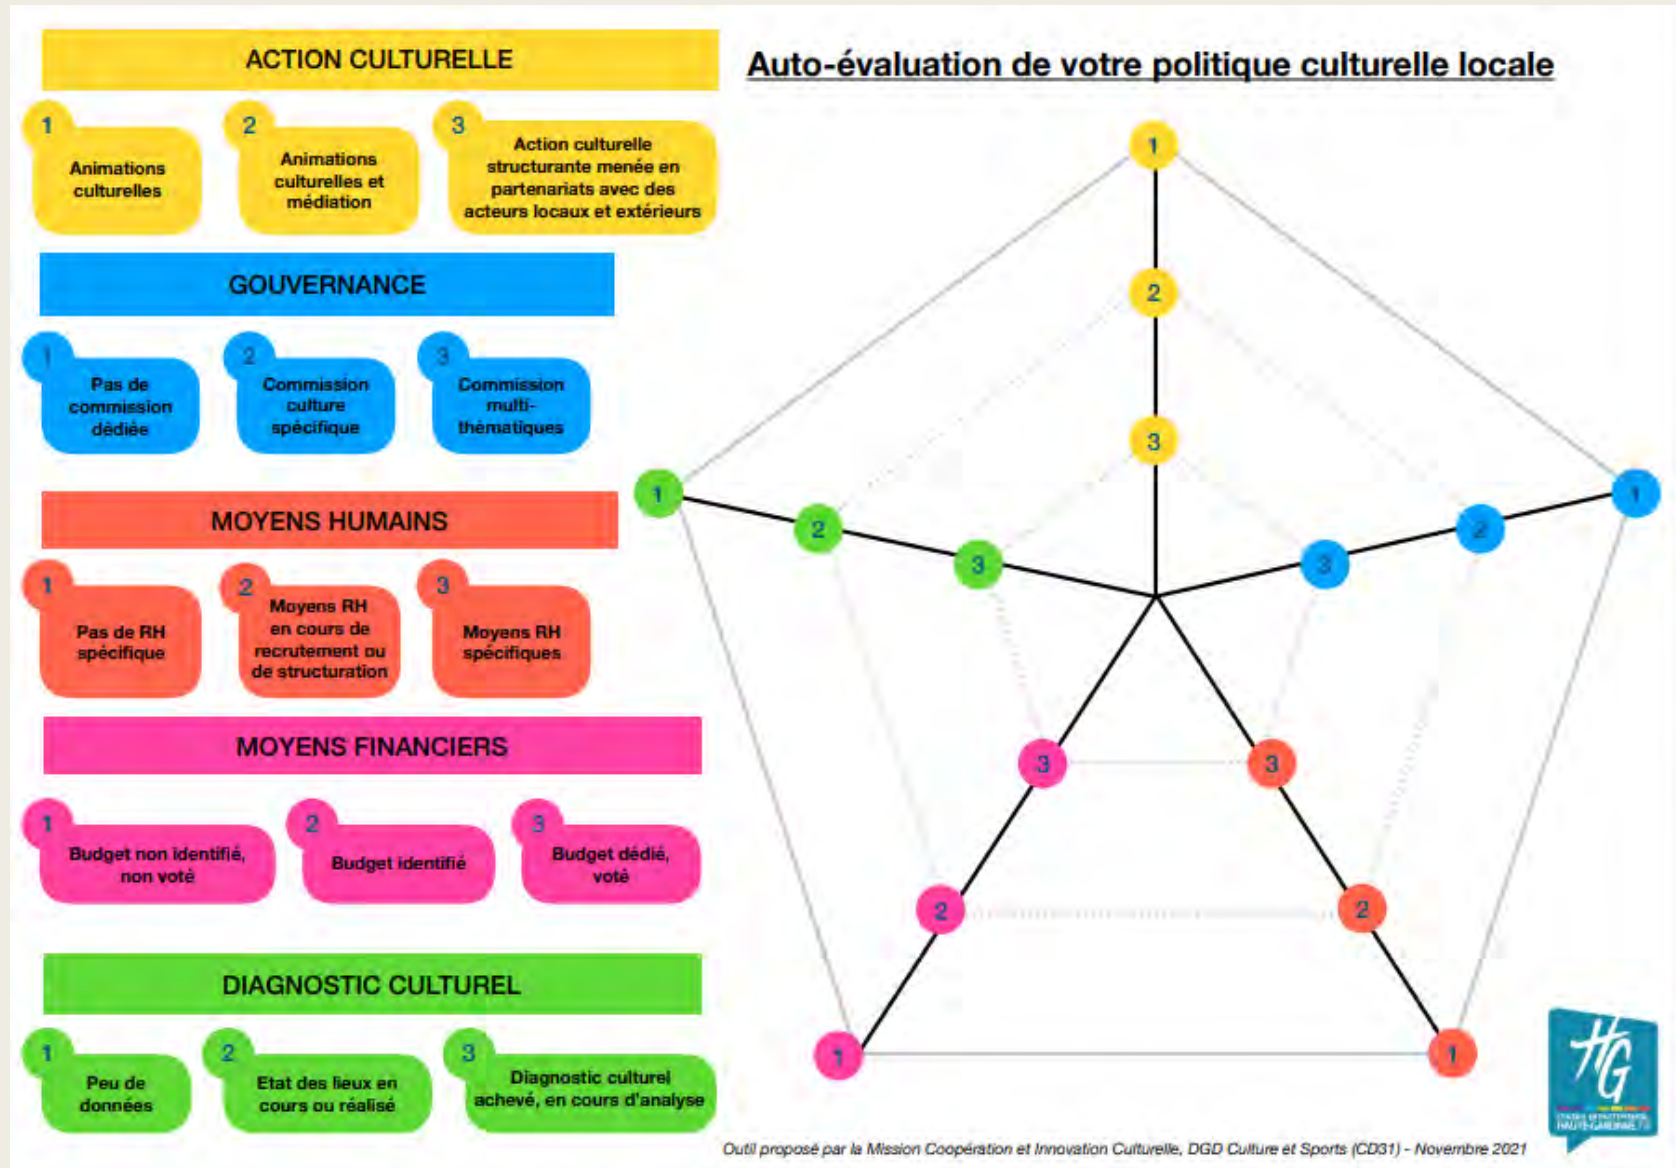 ACTION CULTURELLE
1
Animations
culturelles
2
Animations
culturelles et
médiation
3
Action culturelle
structurante menée en
partenariats avec des
acteurs locaux et extérieurs
GOUVERNANCE
1
Pas de
commission
dédiée
2
Commission
culture
spécifique
3
Commission
multi-
thématiques
MOYENS HUMAINS
1
Pas de RH
spécifique
2
Moyens RH
en cours de
recrutement ou
de structuration
3
Moyens RH
spécifiques
MOYENS FINANCIERS
1
Budget non identifié,
non voté
2
Budget identifié
3
Budget dédié,
voté
DIAGNOSTIC CULTUREL
1
Peu de
données
2
Etat des lieux en
cours ou réalisé
3
Diagnostic culturel
achevé, en cours d'analyse
Auto-évaluation de votre politique culturelle locale
1
2
3
1
2
3
3
2
1
3
3
2
2
1
1
HG
Outil proposé par la Mission Coopération et Innovation Culturelle, DGD Culture et Sports (CD31) - Novembre 2021